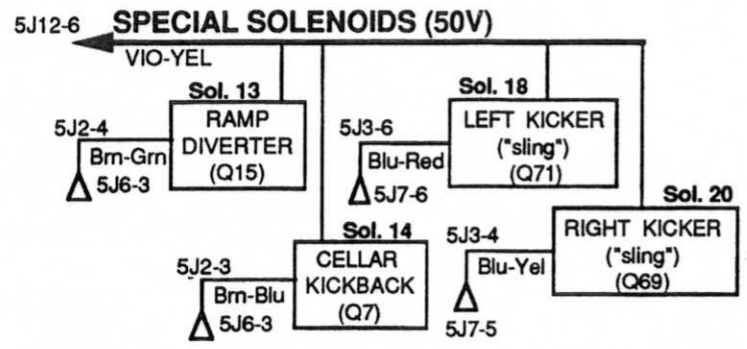 5J12-6
SPECIAL SOLENOIDS (50V)
VIO-YEL
Sol. 13
RAMP
DIVERTER
(Q15)
5J2-4
Brn-Grn
5J6-3
Sol. 18
LEFT KICKER
("sling")
(Q71)
5J3-6
Blu-Red
5J7-6
Sol. 14
CELLAR
KICKBACK
(Q7)
5J2-3
Brn-Blu
5J6-3
Sol. 20
RIGHT KICKER
("sling")
(Q69)
5J3-4
Blu-Yel
5J7-5